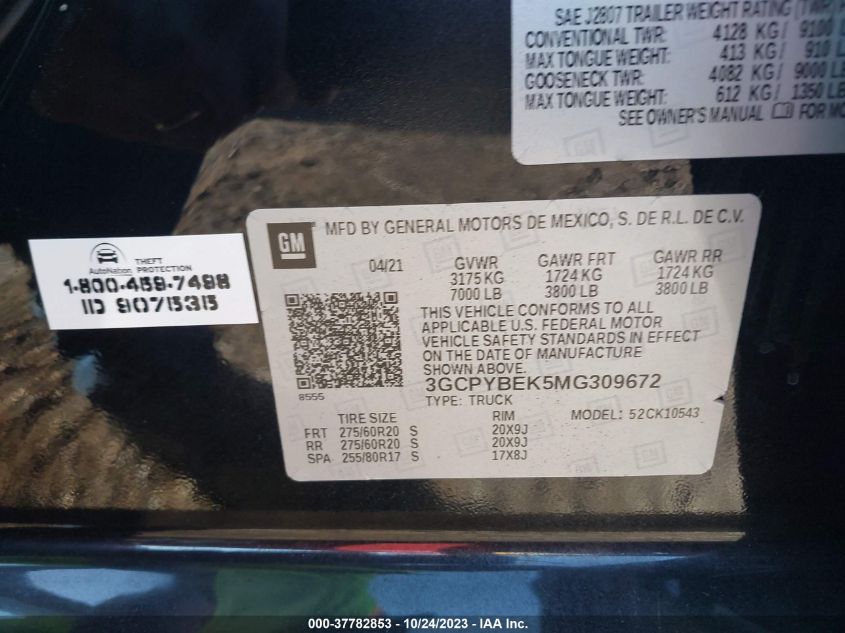 SAE J2807 TRAILER WEIGHT RATING (TWR)
CONVENTIONAL TWR: 4128 KG/ 9100
MAX TONGUE WEIGHT: 413 KG/ 910 L
GOOSENECK TWR: 4082 KG/ 9000 LB
MAX TONGUE WEIGHT: 612 KG/ 1350 LB
SEE OWNER'S MANUAL FOR MO
GM
MFD BY GENERAL MOTORS DE MEXICO, S. DE R.L. DE C.V.
04/21 GVWR GAWR FRT GAWR RR
3175 KG 1724 KG 1724 KG
7000 LB 3800 LB 3800 LB
THIS VEHICLE CONFORMS TO ALL
APPLICABLE U.S. FEDERAL MOTOR
VEHICLE SAFETY STANDARDS IN EFFECT
ON THE DATE OF MANUFACTURE
SHOWN ABOVE.
3GCPYBEK5MG309672
8555
TYPE: TRUCK MODEL: 52CK10543
TIRE SIZE RIM
FRT 275/60R20 S 20X9J
RR 275/60R20 S 20X9J
SPA 255/80R17 S 17X8J
AutoNation THEFT PROTECTION
1-800-459-7498
ID 9071535
000-37782853 - 10/24/2023 - IAA Inc.